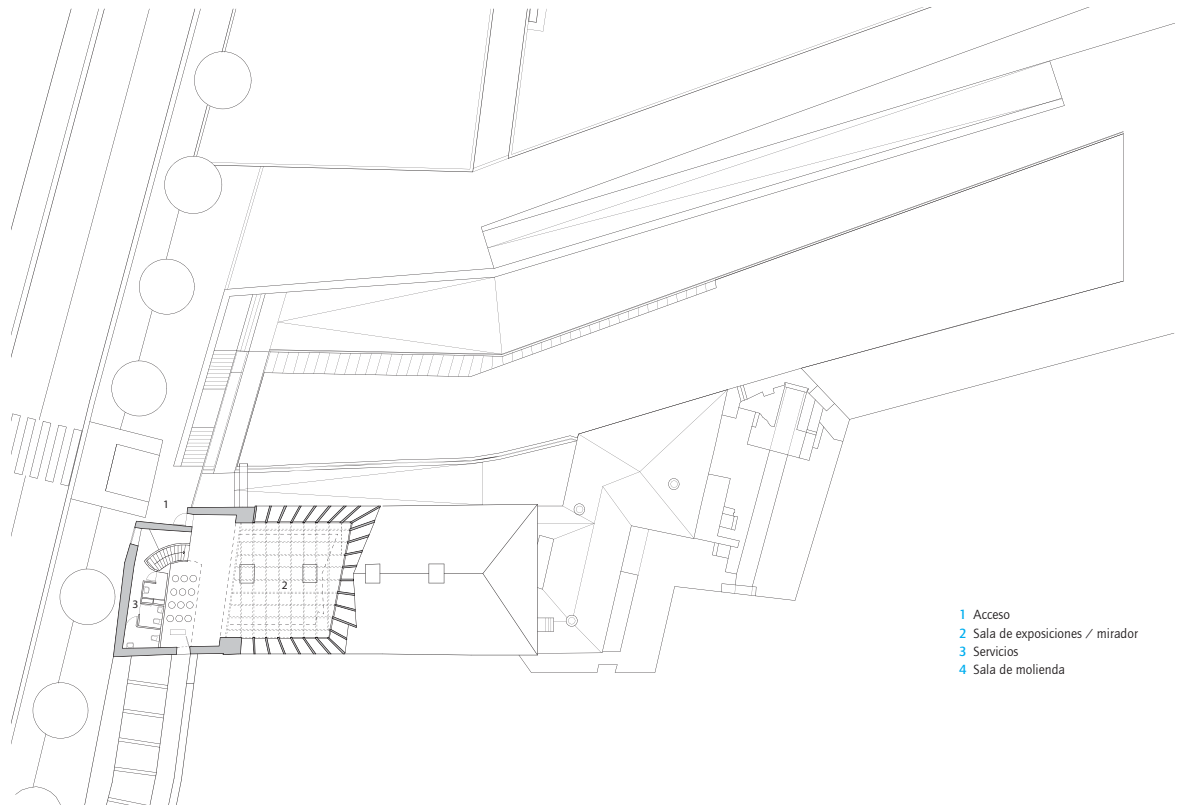 1
2
3
1 Acceso
2 Sala de exposiciones / mirador
3 Servicios
4 Sala de molienda